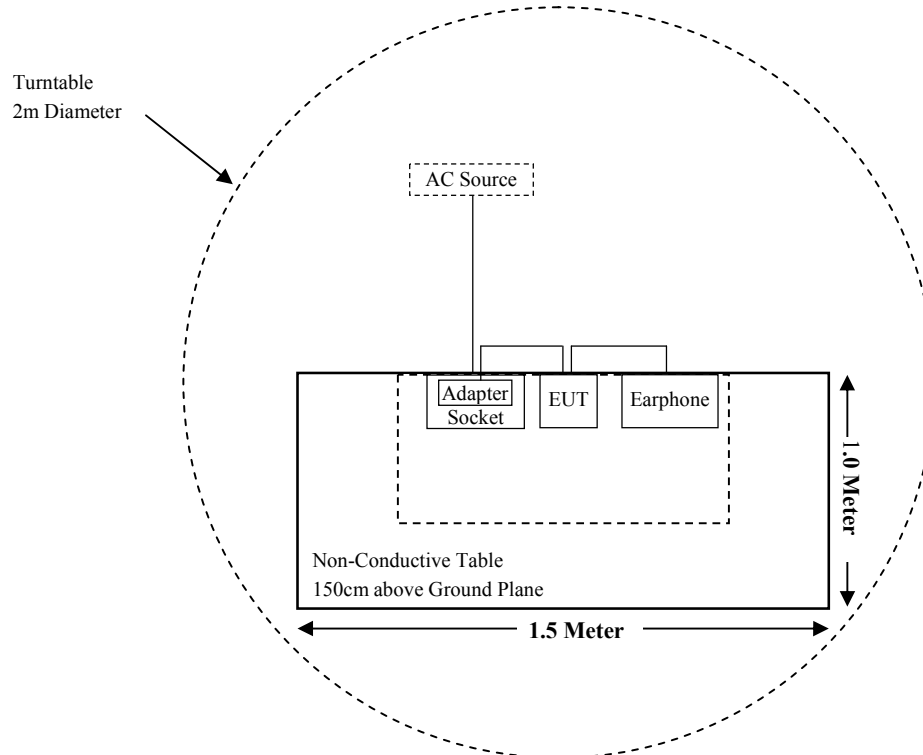 Turntable
2m Diameter
AC Source
Adapter
Socket
EUT
Earphone
1.0 Meter
Non-Conductive Table
150cm above Ground Plane
1.5 Meter